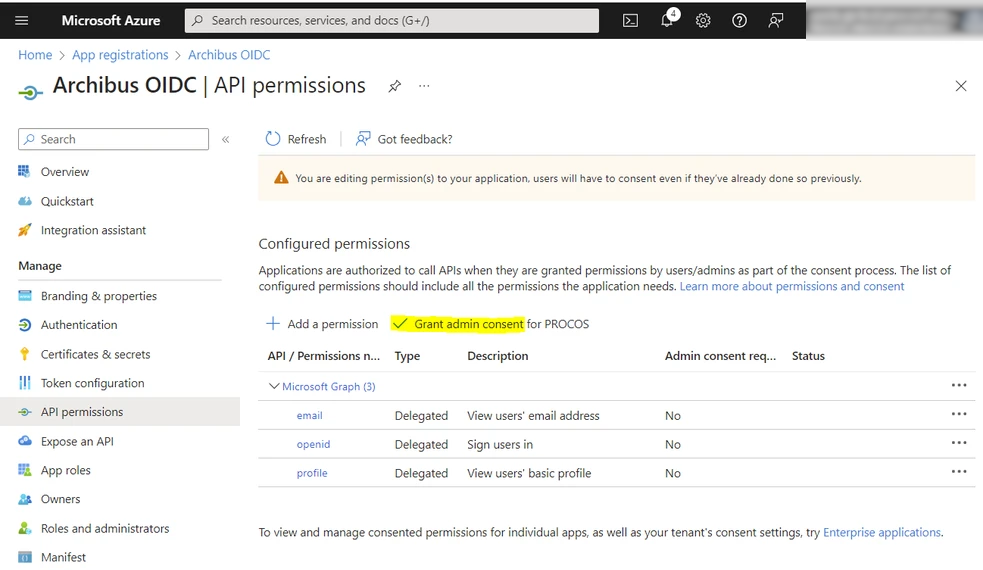 Microsoft Azure
Search resources, services, and docs (G+/)
4
Home > App registrations > Archibus OIDC
Archibus OIDC | API permissions
Search
«
Refresh
Got feedback?
You are editing permission(s) to your application, users will have to consent even if they've already done so previously.
Overview
Quickstart
Integration assistant
Manage
Branding & properties
Authentication
Certificates & secrets
Token configuration
API permissions
Expose an API
App roles
Owners
Roles and administrators
Manifest
Configured permissions
Applications are authorized to call APIs when they are granted permissions by users/admins as part of the consent process. The list of
configured permissions should include all the permissions the application needs. Learn more about permissions and consent
Add a permission Grant admin consent for PROCOS
API / Permissions n... Type Description Admin consent req... Status
Microsoft Graph (3)
email Delegated View users' email address No
openid Delegated Sign users in No
profile Delegated View users' basic profile No
To view and manage consented permissions for individual apps, as well as your tenant's consent settings, try Enterprise applications.